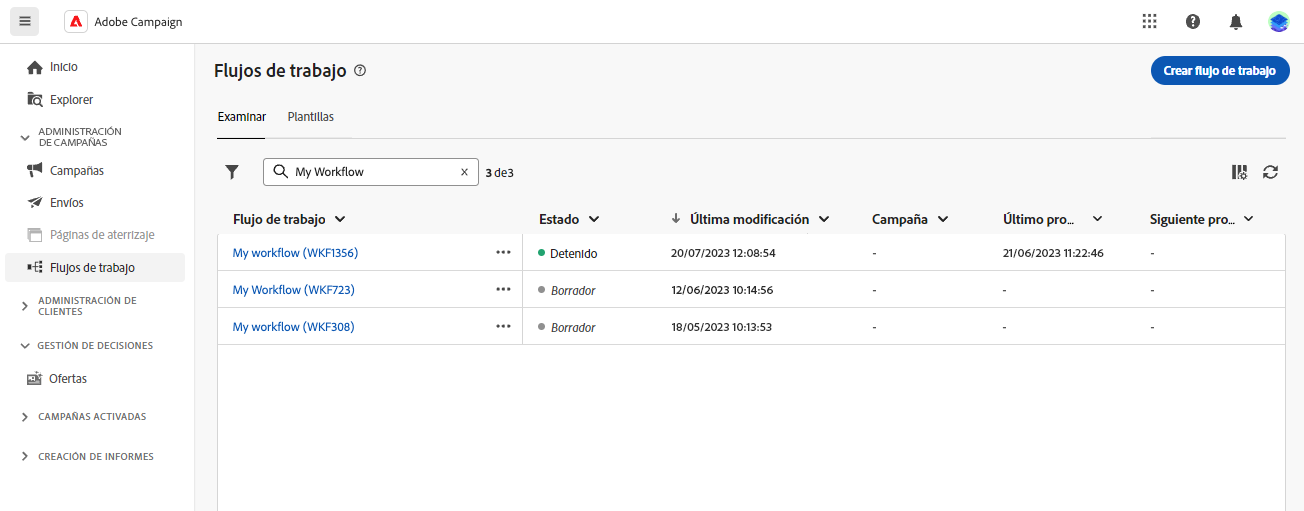 Adobe Campaign
Inicio
Explorer
ADMINISTRACIÓN
DE CAMPAÑAS
Campañas
Envíos
Páginas de aterrizaje
Flujos de trabajo
ADMINISTRACIÓN DE
CLIENTES
GESTIÓN DE DECISIONES
Ofertas
CAMPAÑAS ACTIVADAS
CREACIÓN DE INFORMES
Flujos de trabajo
Crear flujo de trabajo
Examinar Plantillas
My Workflow 3 de3
Flujo de trabajo Estado Última modificación Campaña Último pro... Siguiente pro...
My workflow (WKF1356) Detenido 20/07/2023 12:08:54 - 21/06/2023 11:22:46 -
My Workflow (WKF723) Borrador 12/06/2023 10:14:56 - - -
My workflow (WKF308) Borrador 18/05/2023 10:13:53 - - -